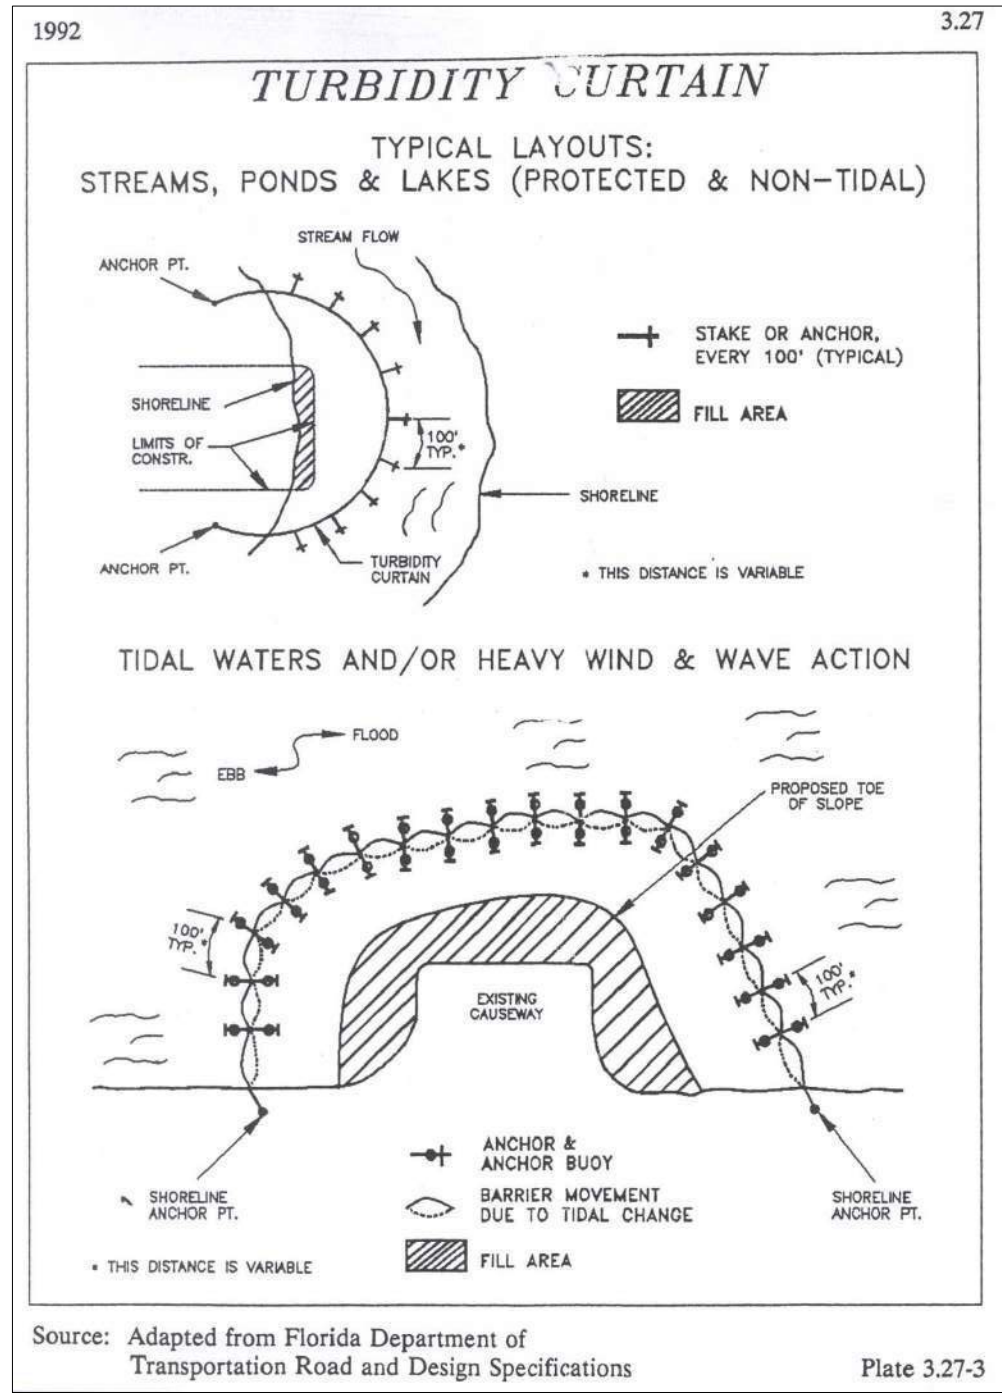 1992
3.27
TURBIDITY CURTAIN
TYPICAL LAYOUTS:
STREAMS, PONDS & LAKES (PROTECTED & NON-TIDAL)
STREAM FLOW
ANCHOR PT.
STAKE OR ANCHOR,
EVERY 100' (TYPICAL)
SHORELINE
FILL AREA
LIMITS OF
CONSTR.
100'
TYP.*
SHORELINE
ANCHOR PT.
TURBIDITY
CURTAIN
* THIS DISTANCE IS VARIABLE
TIDAL WATERS AND/OR HEAVY WIND & WAVE ACTION
FLOOD
EBB
PROPOSED TOE
OF SLOPE
100'
TYP.*
100'
TYP.*
EXISTING
CAUSEWAY
ANCHOR &
ANCHOR BUOY
SHORELINE
ANCHOR PT.
BARRIER MOVEMENT
DUE TO TIDAL CHANGE
SHORELINE
ANCHOR PT.
* THIS DISTANCE IS VARIABLE
FILL AREA
Source: Adapted from Florida Department of
Transportation Road and Design Specifications
Plate 3.27-3